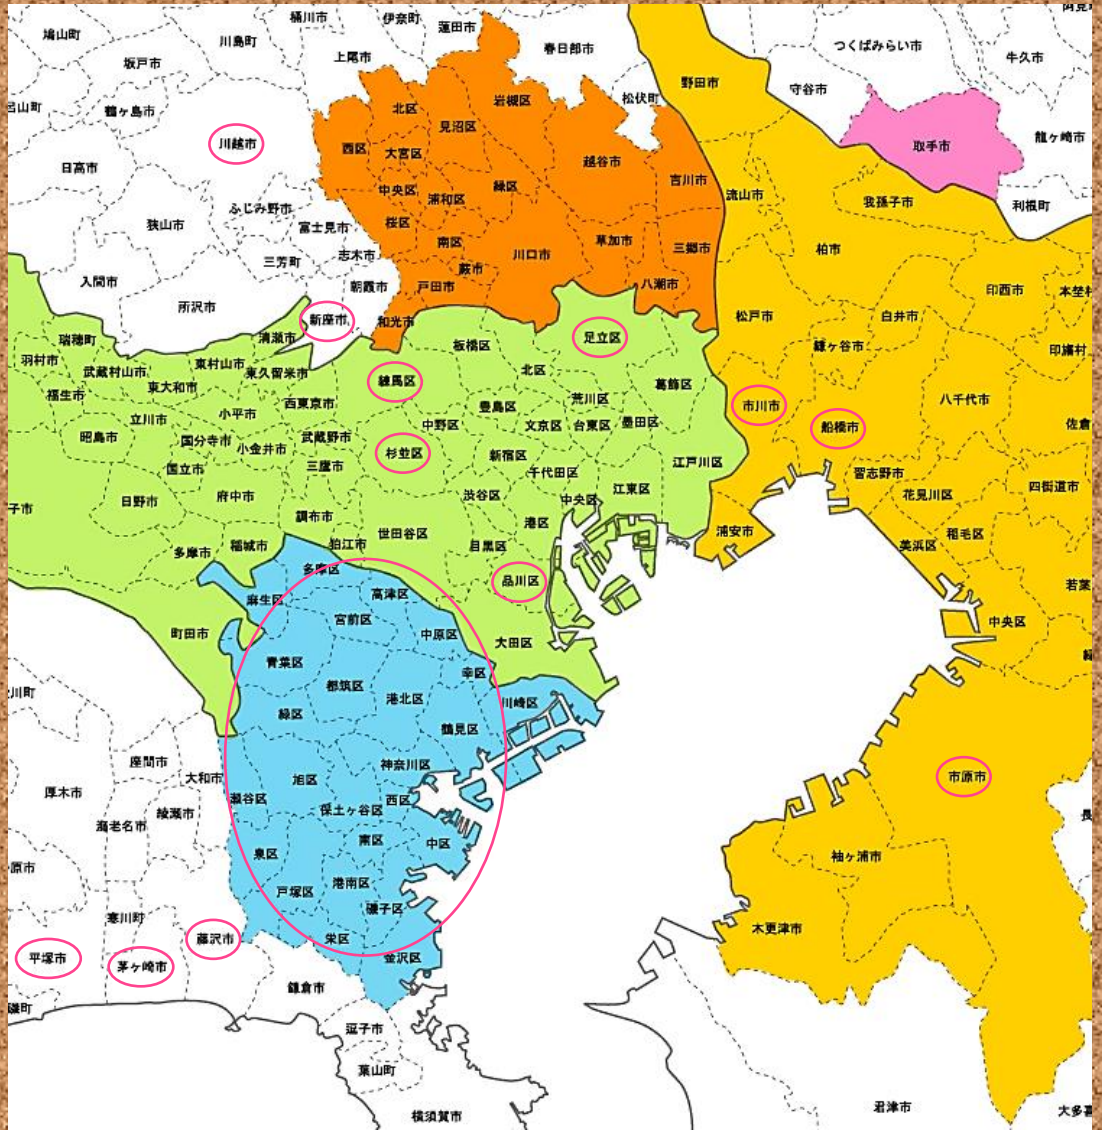 桶川市
伊奈町
蓮田市
鳩山町
川島町
春日部市
つくばみらい市
牛久市
坂戸市
上尾市
野田市
守谷市
鶴ヶ島市
北区
岩槻区
松伏町
川越市
見沼区
龍ヶ崎市
日高市
西区
大宮区
越谷市
取手市
中央区
緑区
吉川市
流山市
我孫子市
利根町
ふじみ野市
浦和区
狭山市
富士見市
桜区
南区
草加市
三郷市
柏市
三芳町
志木市
川口市
入間市
蕨市
朝霞市
戸田市
八潮市
印西市
本埜村
所沢市
新座市
和光市
松戸市
白井市
瑞穂町
清瀬市
足立区
板橋区
鎌ヶ谷市
印旛村
羽村市
武蔵村山市
東村山市
東久留米市
北区
福生市
東大和市
練馬区
葛飾区
西東京市
豊島区
荒川区
市川市
八千代市
立川市
小平市
中野区
文京区
台東区
墨田区
船橋市
佐倉
昭島市
国分寺市
小金井市
武蔵野市
杉並区
新宿区
江戸川区
国立市
三鷹市
千代田区
習志野市
日野市
府中市
渋谷区
中央区
江東区
花見川区
四街道市
子市
調布市
世田谷区
港区
浦安市
稲毛区
多摩市
稲城市
狛江市
目黒区
美浜区
多摩区
品川区
若葉
麻生区
高津区
宮前区
中央区
町田市
中原区
大田区
青葉区
幸区
都筑区
港北区
川崎区
川町
緑区
鶴見区
座間市
大和市
旭区
神奈川区
市原市
厚木市
瀬谷区
西区
綾瀬市
保土ヶ谷区
海老名市
南区
中区
原市
泉区
袖ヶ浦市
戸塚区
港南区
寒川町
磯子区
木更津市
藤沢市
栄区
平塚市
茅ヶ崎市
金沢区
鎌倉市
磯町
逗子市
葉山町
君津市
横須賀市
大多喜